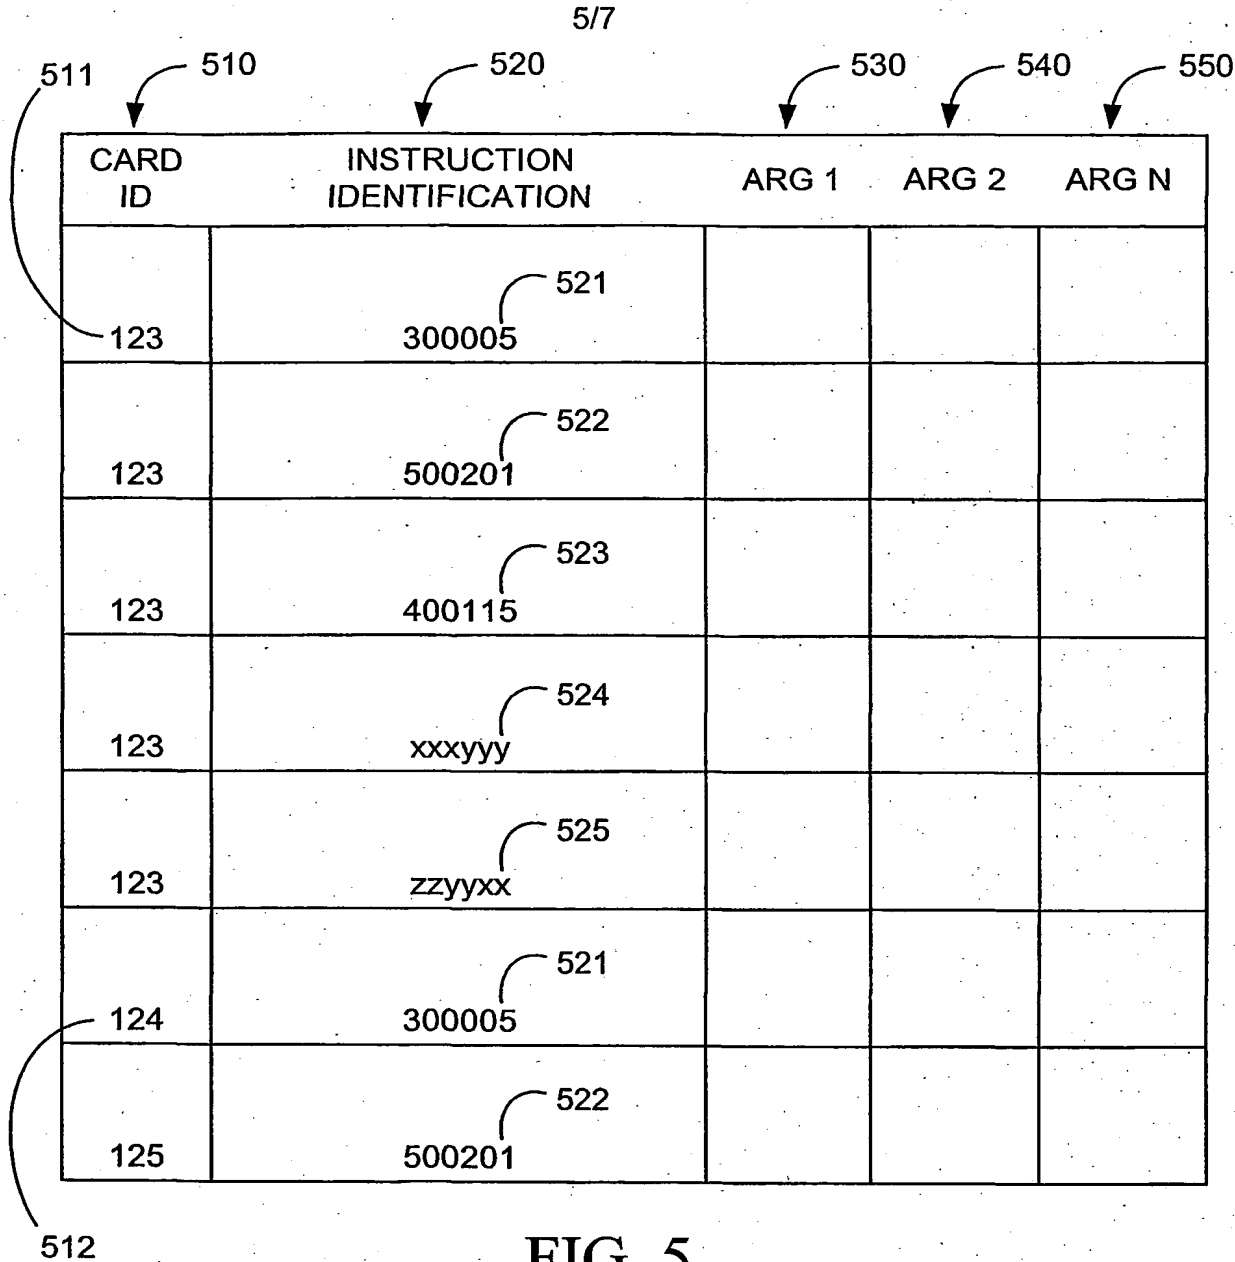 5/7
511 510 520 530 540 550
CARD ID INSTRUCTION IDENTIFICATION ARG 1 ARG 2 ARG N
521
123 300005
522
123 500201
523
123 400115
524
123 xxxyyy
525
123 zzyyxx
521
124 300005
522
125 500201
512
FIG. 5